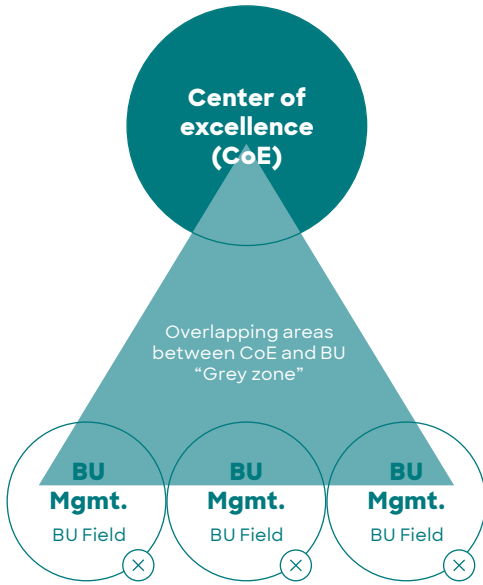 Center of
excellence
(CoE)
Overlapping areas
between CoE and BU
“Grey zone”
BU
Mgmt.
BU Field
BU
Mgmt.
BU Field
BU
Mgmt.
BU Field